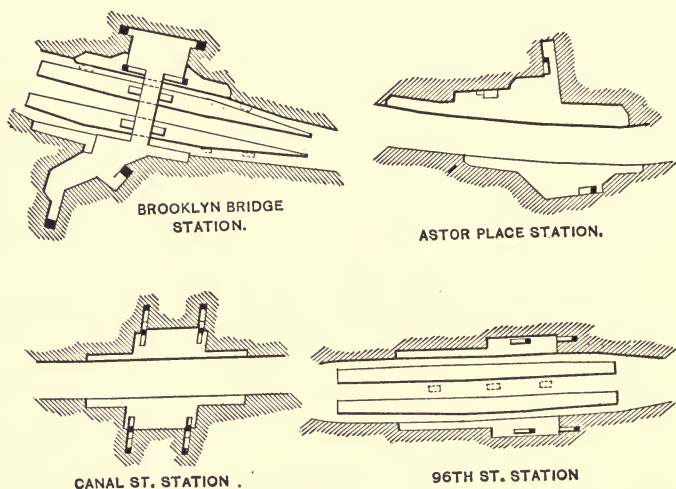 BROOKLYN BRIDGE
STATION.
ASTOR PLACE STATION.
CANAL ST. STATION .
96TH ST. STATION